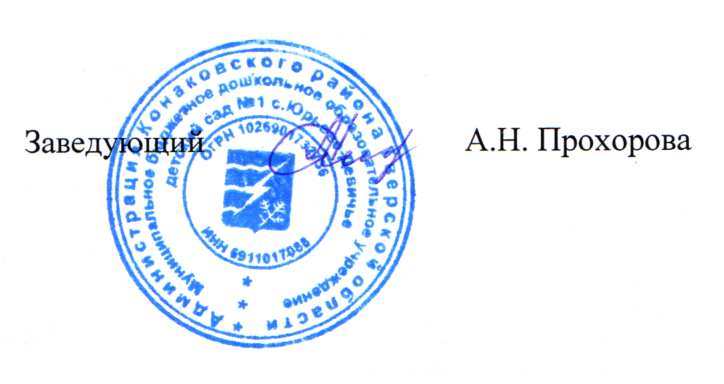 Заведующий А.Н. Прохорова
* Администрация Конаковского района Тверской области
* Муниципальное бюджетное дошкольное образовательное учреждение
детский сад №1 с.Юрьево-Девичье
ОГРН
ИНН 6911017088